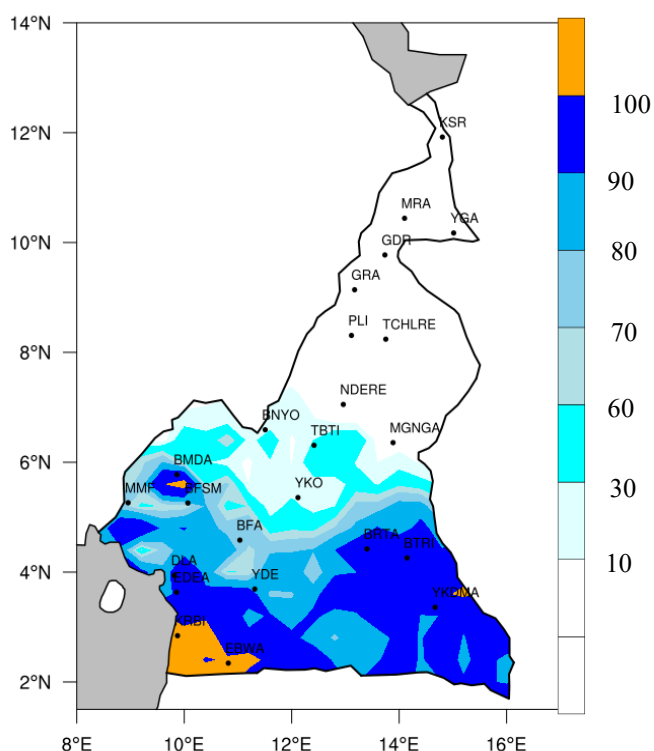 14°N
12°N
10°N
8°N
6°N
4°N
2°N
8°E
10°E
12°E
14°E
16°E
KSR
MRA
YGA
GDR
GRA
PLI
TCHLRE
NDERE
BNYO
TBTI
MGNGA
BMDA
MMF
BFSM
YKO
BFA
BRTA
BTRI
DLA
EDEA
YDE
YKDMA
KRBI
EBWA
100
90
80
70
60
30
10